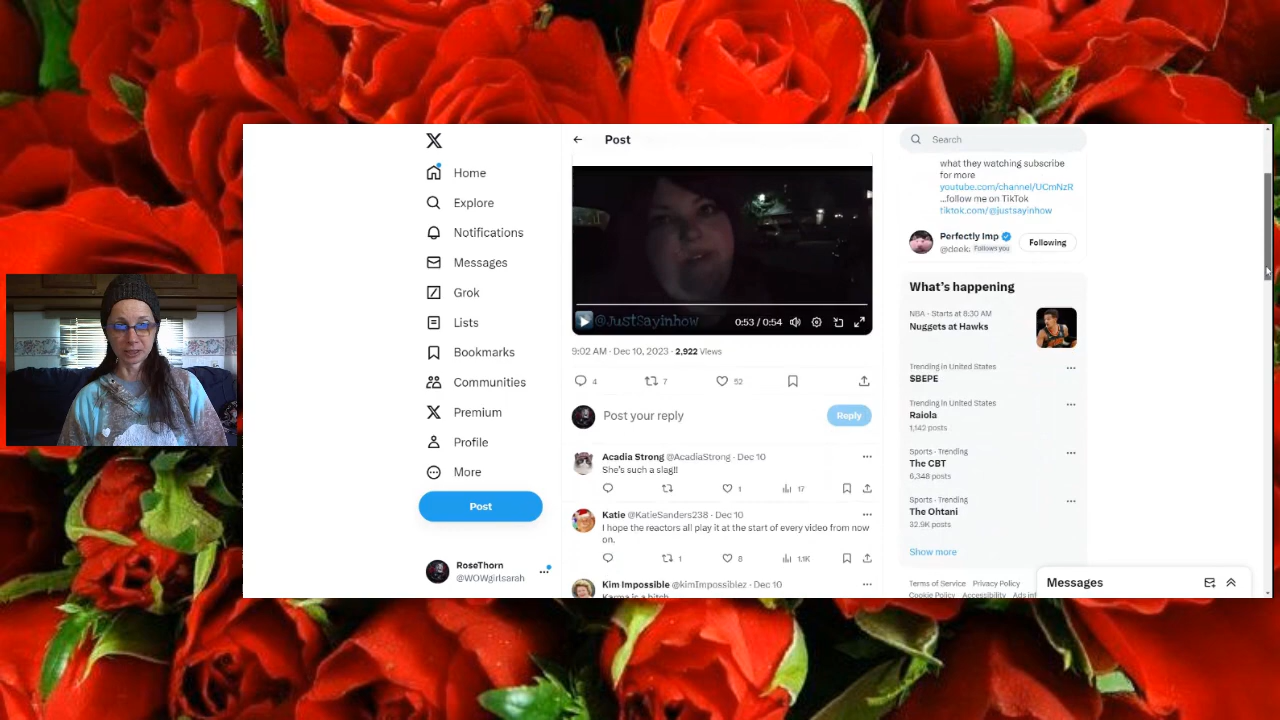 X
Home
Explore
Notifications
Messages
Grok
Lists
Bookmarks
Communities
Premium
Profile
More
Post
RoseThorn
@WOWgirlsarah
Post
@JustSayinhow
0:53 / 0:54
9:02 AM · Dec 10, 2023 · 2,922 Views
4 7 52
Post your reply
Reply
Acadia Strong @AcadiaStrong · Dec 10
She's such a slag!!
1 17
Katie @KatieSanders238 · Dec 10
I hope the reactors all play it at the start of every video from now
on.
1 8 1.1K
Kim Impossible @kimImpossiblez · Dec 10
Karma is a bitch
Search
what they watching subscribe
for more
youtube.com/channel/UCmNzR
...follow me on TikTok
tiktok.com/@justsayinhow
Perfectly Imp
Following
Follows you
What's happening
NBA · Starts at 8:30 AM
Nuggets at Hawks
Trending in United States
$BEPE
Trending in United States
Raiola
1,142 posts
Sports · Trending
The CBT
6,348 posts
Sports · Trending
The Ohtani
32.9K posts
Show more
Terms of Service Privacy Policy
Cookie Policy Accessibility
Messages